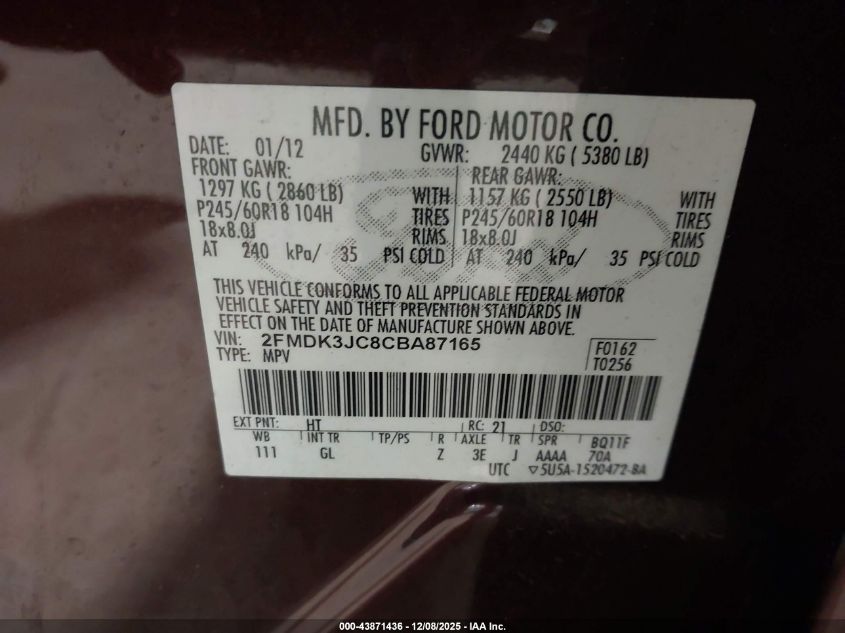 MFD. BY FORD MOTOR CO.
DATE: 01/12 GVWR: 2440 KG ( 5380 LB)
FRONT GAWR: REAR GAWR:
1297 KG ( 2860 LB) WITH 1157 KG ( 2550 LB) WITH
P245/60R18 104H TIRES P245/60R18 104H TIRES
18x8.0J RIMS 18x8.0J RIMS
AT 240 kPa/ 35 PSI COLD AT 240 kPa/ 35 PSI COLD
THIS VEHICLE CONFORMS TO ALL APPLICABLE FEDERAL MOTOR
VEHICLE SAFETY AND THEFT PREVENTION STANDARDS IN
EFFECT ON THE DATE OF MANUFACTURE SHOWN ABOVE.
VIN: 2FMDK3JC8CBA87165
TYPE: MPV
F0162
T0256
EXT PNT: HT RC: 21 DSO:
WB INT TR TP/PS R AXLE TR SPR BQ11F
111 GL Z 3E J AAAA 70A
UTC ▽5U5A-1520472-BA
000-43871436 - 12/08/2025 - IAA Inc.